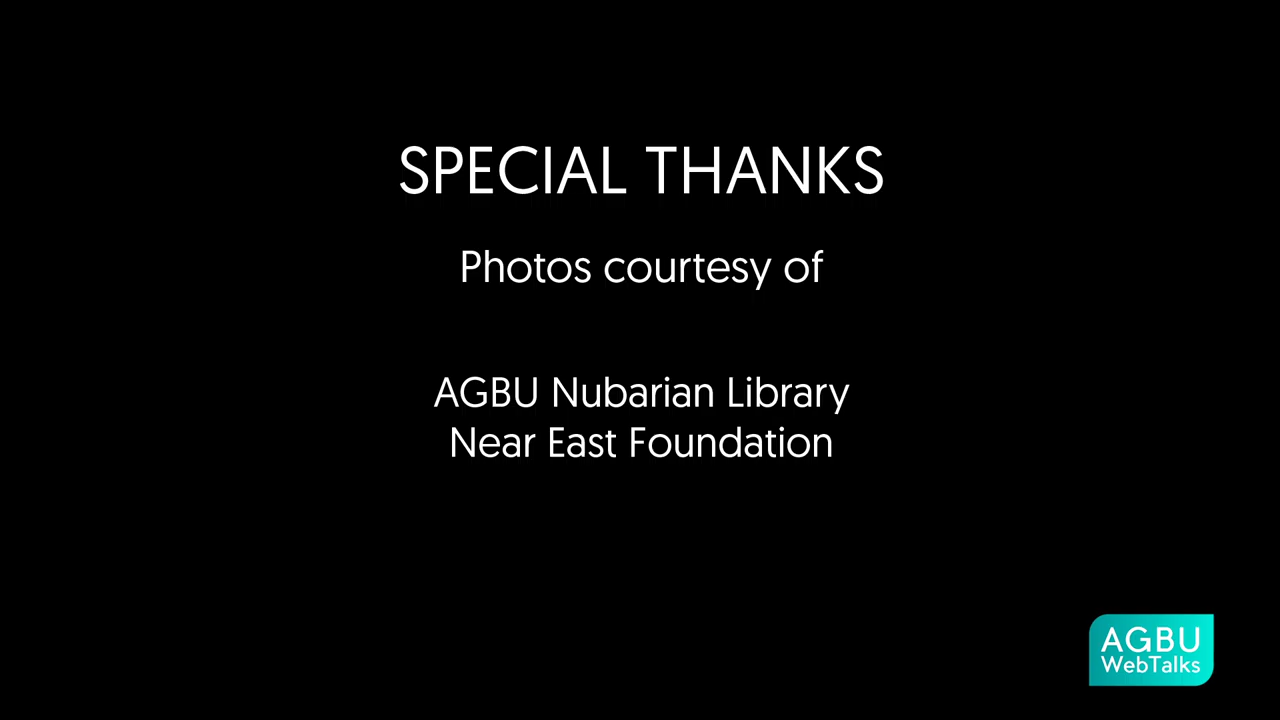 SPECIAL THANKS
Photos courtesy of
AGBU Nubarian Library
Near East Foundation
AGBU
WebTalks